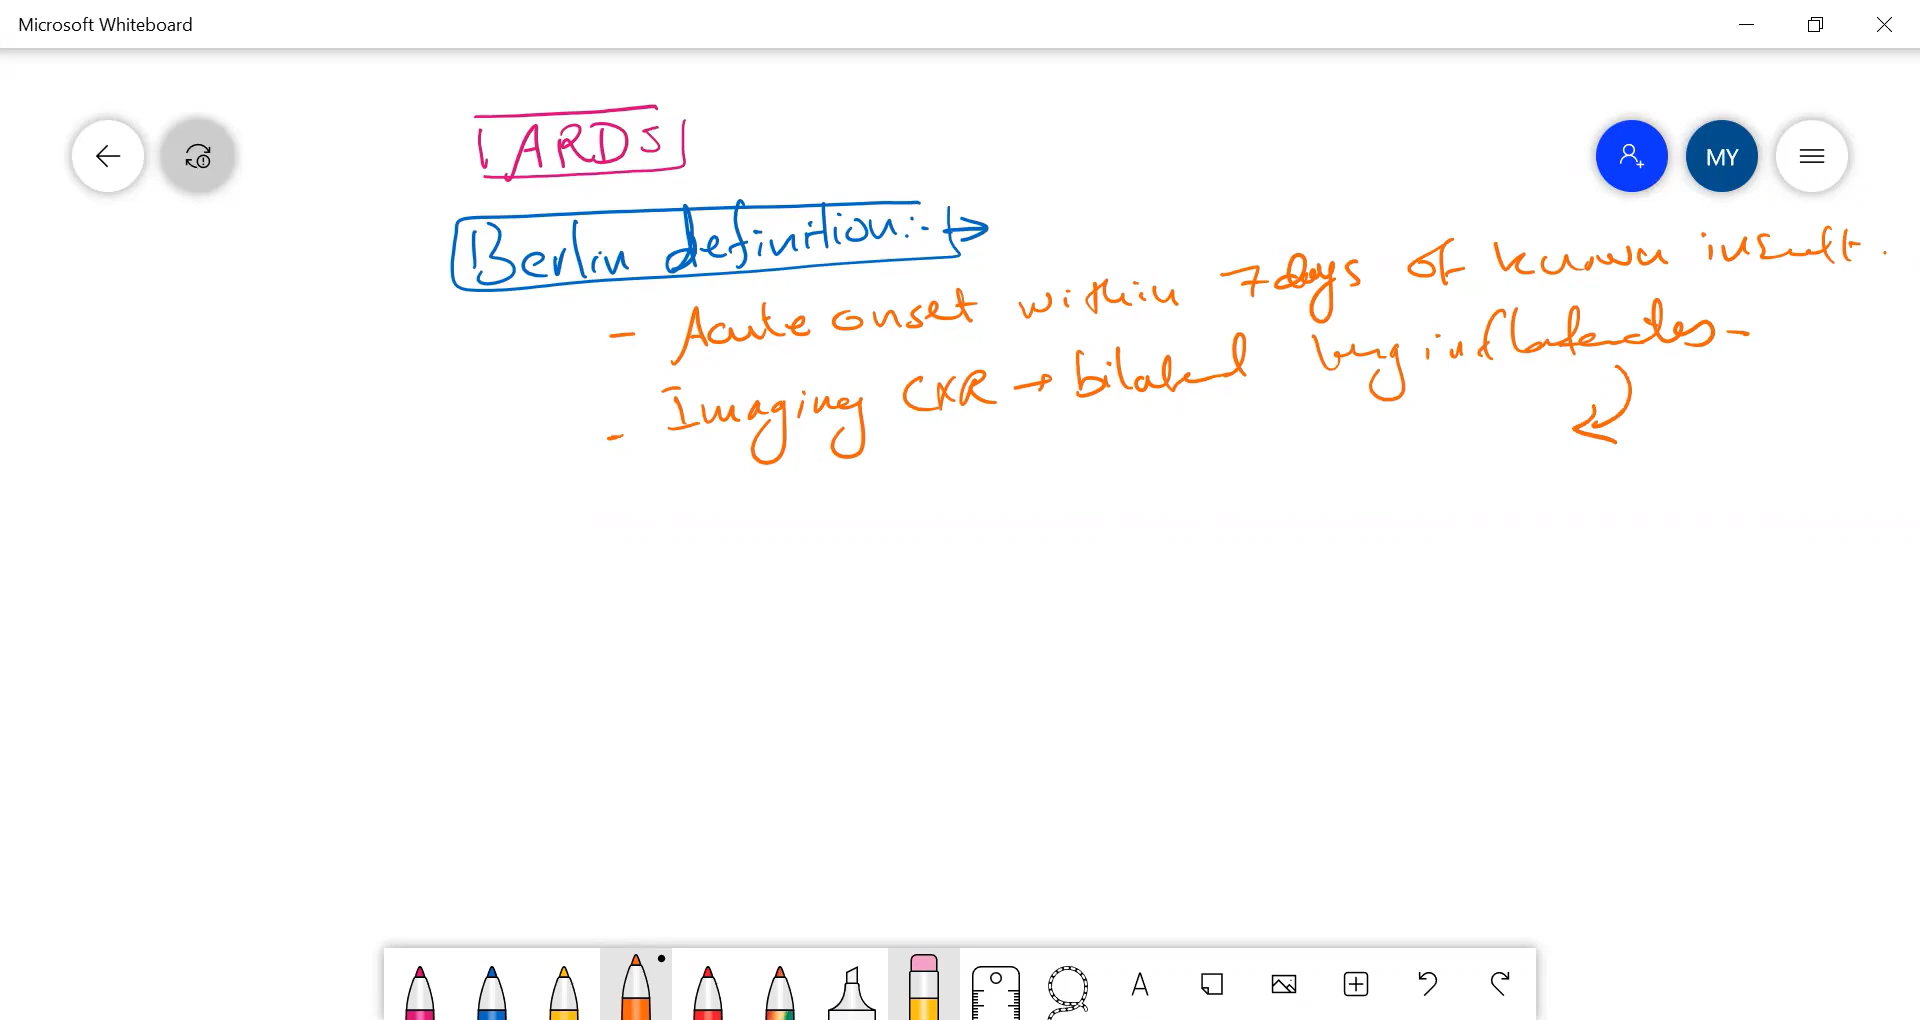 Microsoft Whiteboard
ARDS
MY
Berlin definition:- →
- Acute onset within 7 days of known insult.
- Imaging CXR → bilateral lung infiltrates -
A